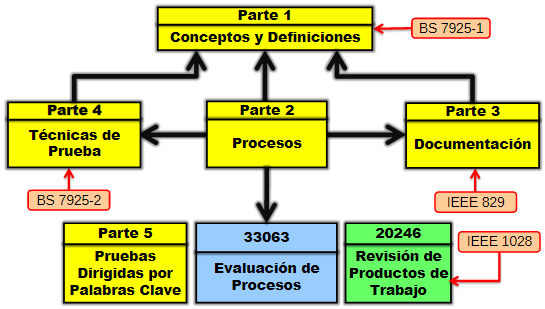 Parte 1
Conceptos y Definiciones
BS 7925-1
Parte 4
Técnicas de
Prueba
Parte 2
Procesos
Parte 3
Documentación
BS 7925-2
IEEE 829
Parte 5
Pruebas
Dirigidas por
Palabras Clave
33063
Evaluación de
Procesos
20246
Revisión de
Productos de
Trabajo
IEEE 1028